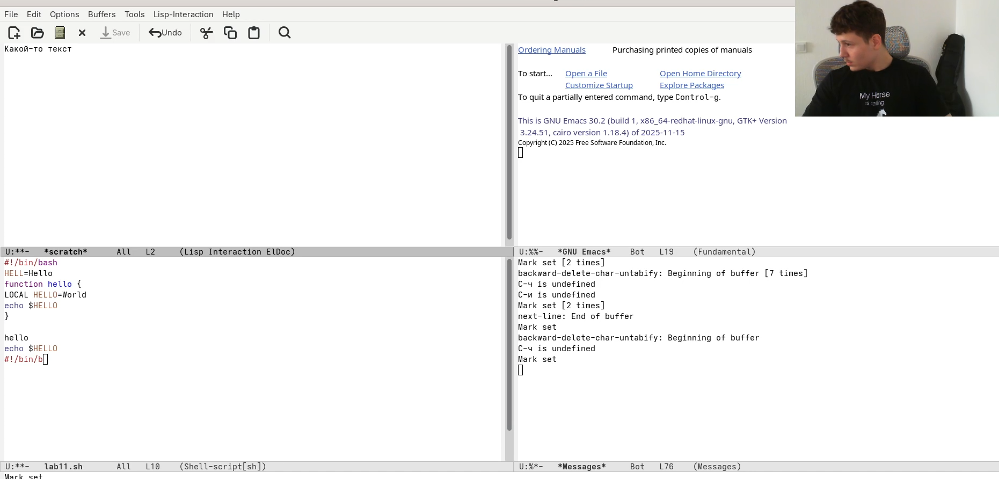 File Edit Options Buffers Tools Lisp-Interaction Help
Save Undo
Какой-то текст
U:**- *scratch* All L2 (Lisp Interaction ElDoc)
#!/bin/bash
HELL=Hello
function hello {
LOCAL HELLO=World
echo $HELLO
}
hello
echo $HELLO
#!/bin/b
U:**- lab11.sh All L10 (Shell-script[sh])
Mark set
Ordering Manuals Purchasing printed copies of manuals
To start... Open a File Open Home Directory
Customize Startup Explore Packages
To quit a partially entered command, type Control-g.
This is GNU Emacs 30.2 (build 1, x86_64-redhat-linux-gnu, GTK+ Version
3.24.51, cairo version 1.18.4) of 2025-11-15
Copyright (C) 2025 Free Software Foundation, Inc.
U:%%- *GNU Emacs* Bot L19 (Fundamental)
Mark set [2 times]
backward-delete-char-untabify: Beginning of buffer [7 times]
C-ч is undefined
C-и is undefined
Mark set [2 times]
next-line: End of buffer
Mark set
backward-delete-char-untabify: Beginning of buffer
C-ч is undefined
Mark set
U:%*- *Messages* Bot L76 (Messages)
My Horse
is calling